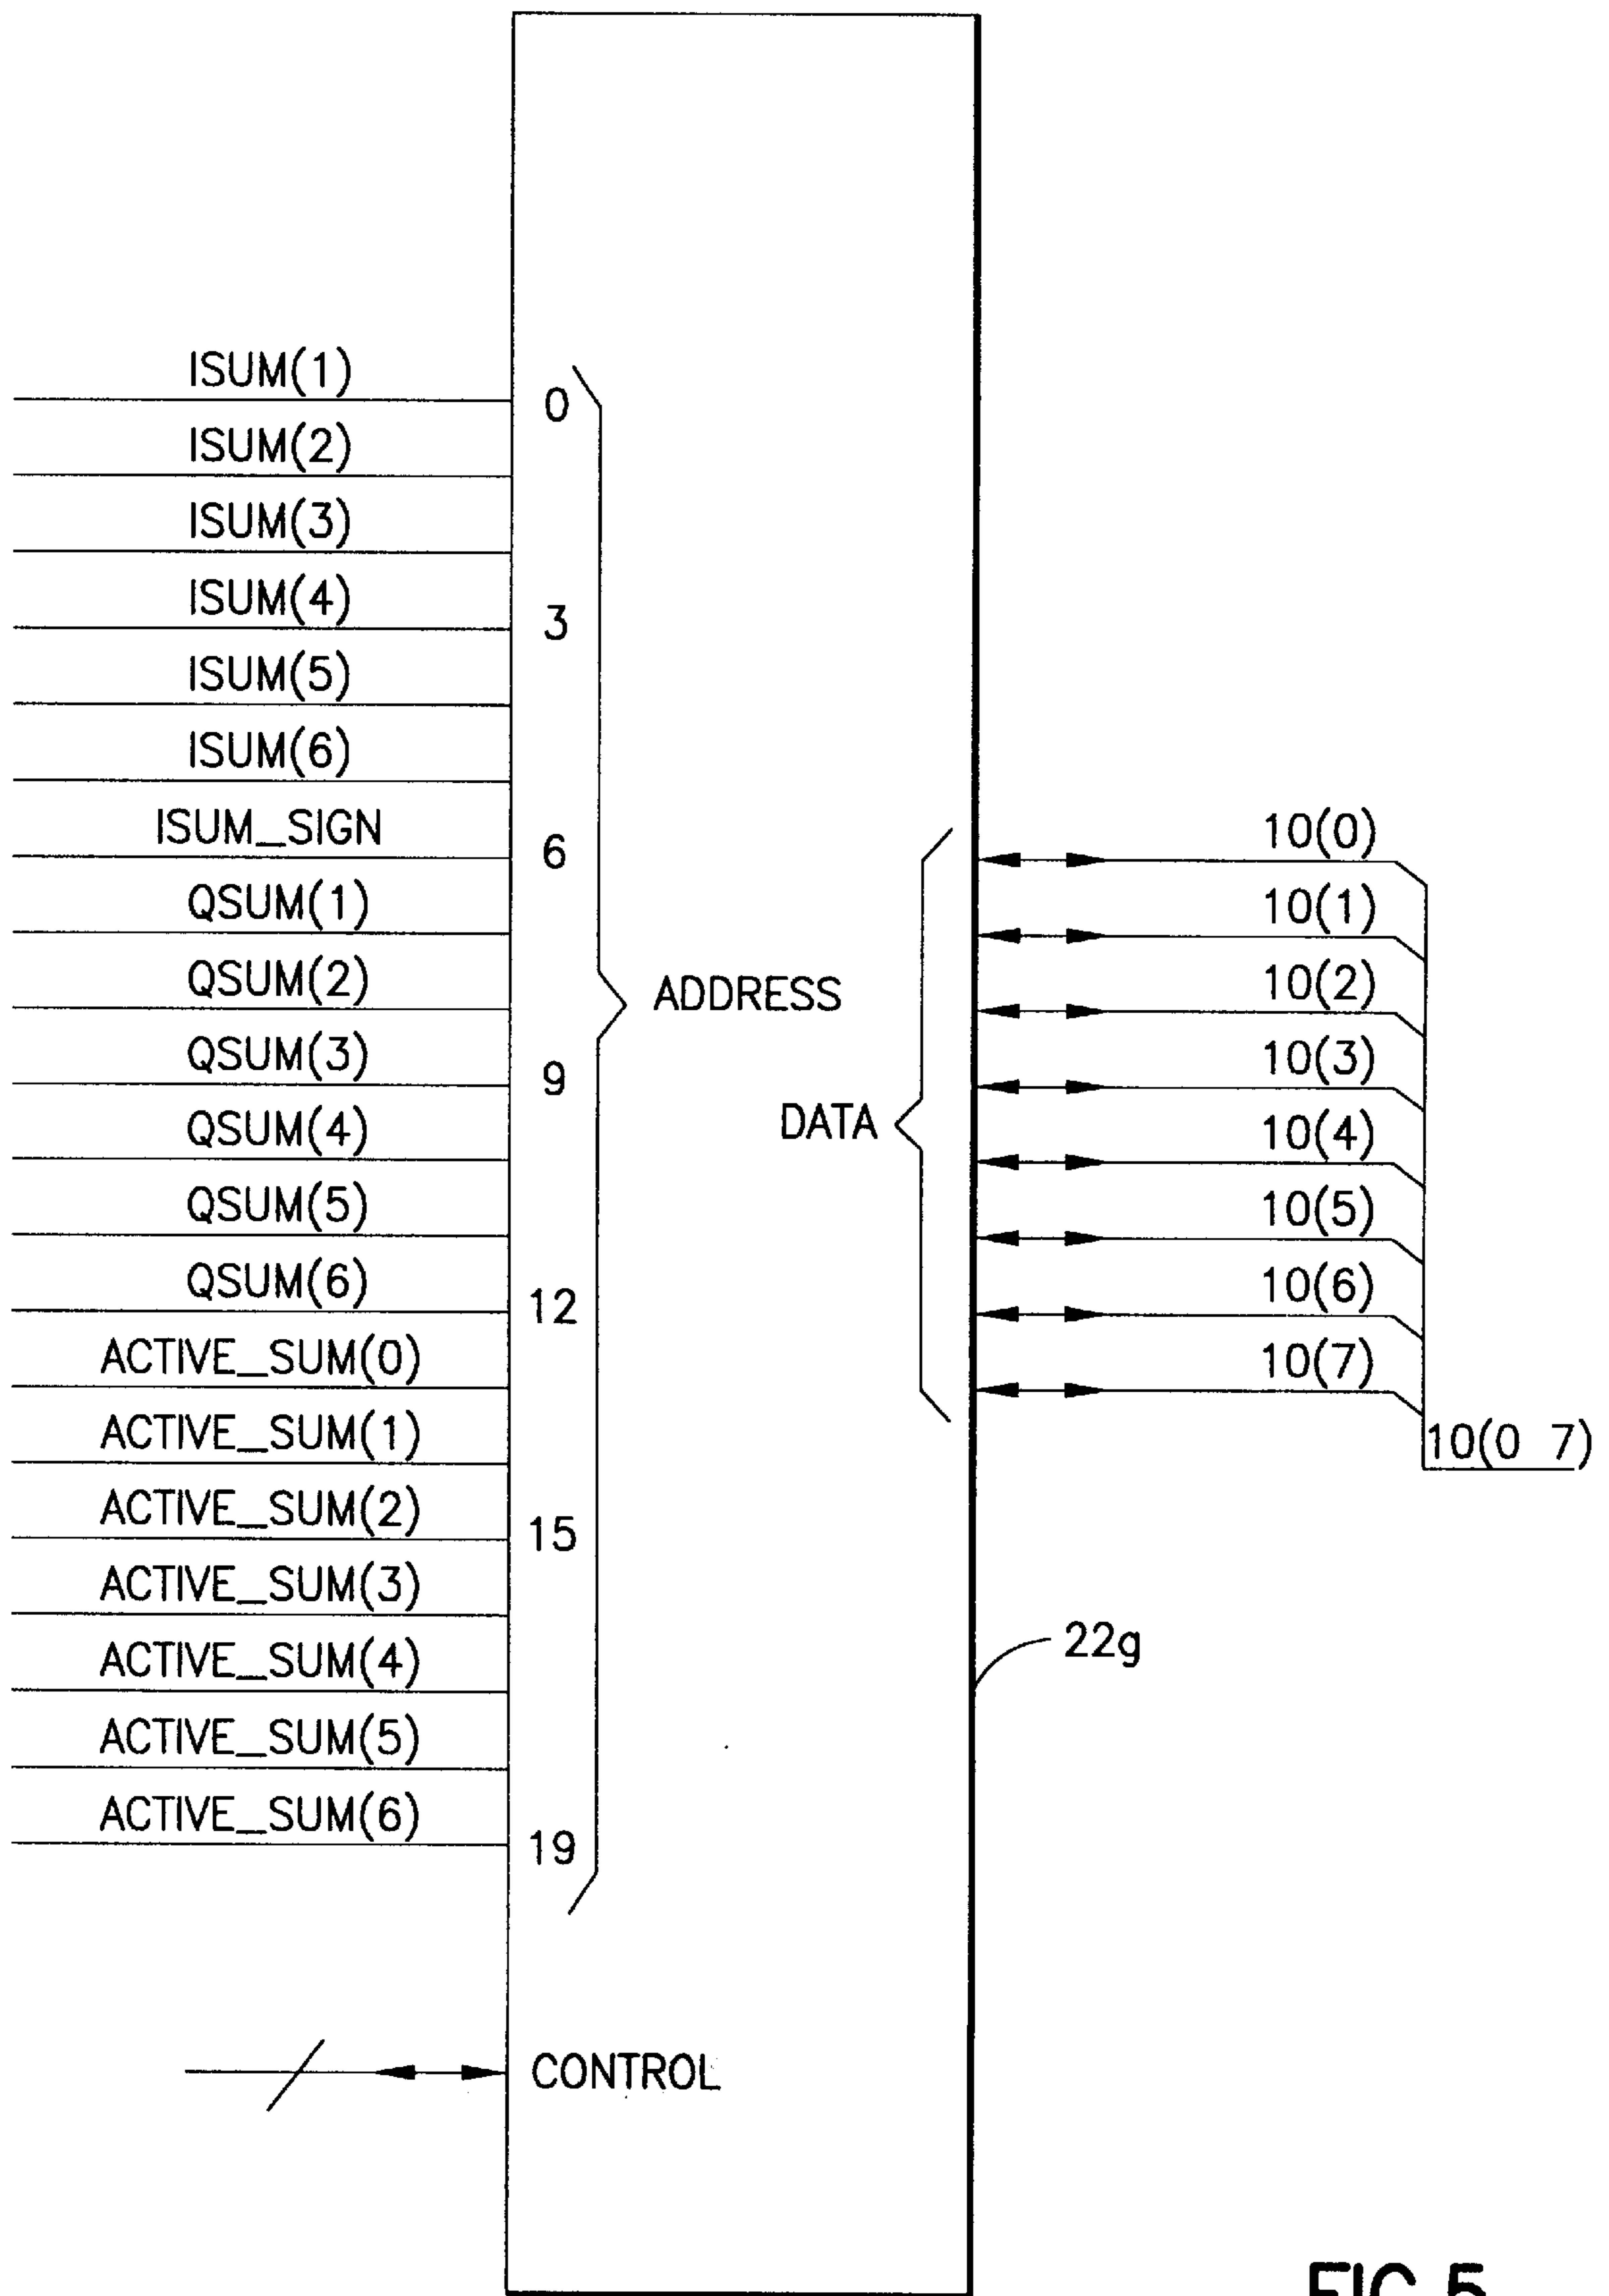 ISUM(1)
0
ISUM(2)
ISUM(3)
ISUM(4)
3
ISUM(5)
ISUM(6)
ISUM_SIGN
6
QSUM(1)
QSUM(2)
QSUM(3)
9
QSUM(4)
QSUM(5)
QSUM(6)
12
ACTIVE_SUM(0)
ACTIVE_SUM(1)
ACTIVE_SUM(2)
15
ACTIVE_SUM(3)
ACTIVE_SUM(4)
ACTIVE_SUM(5)
ACTIVE_SUM(6)
19
ADDRESS
CONTROL
DATA
10(0)
10(1)
10(2)
10(3)
10(4)
10(5)
10(6)
10(7)
10(0 7)
22g
FIG.5